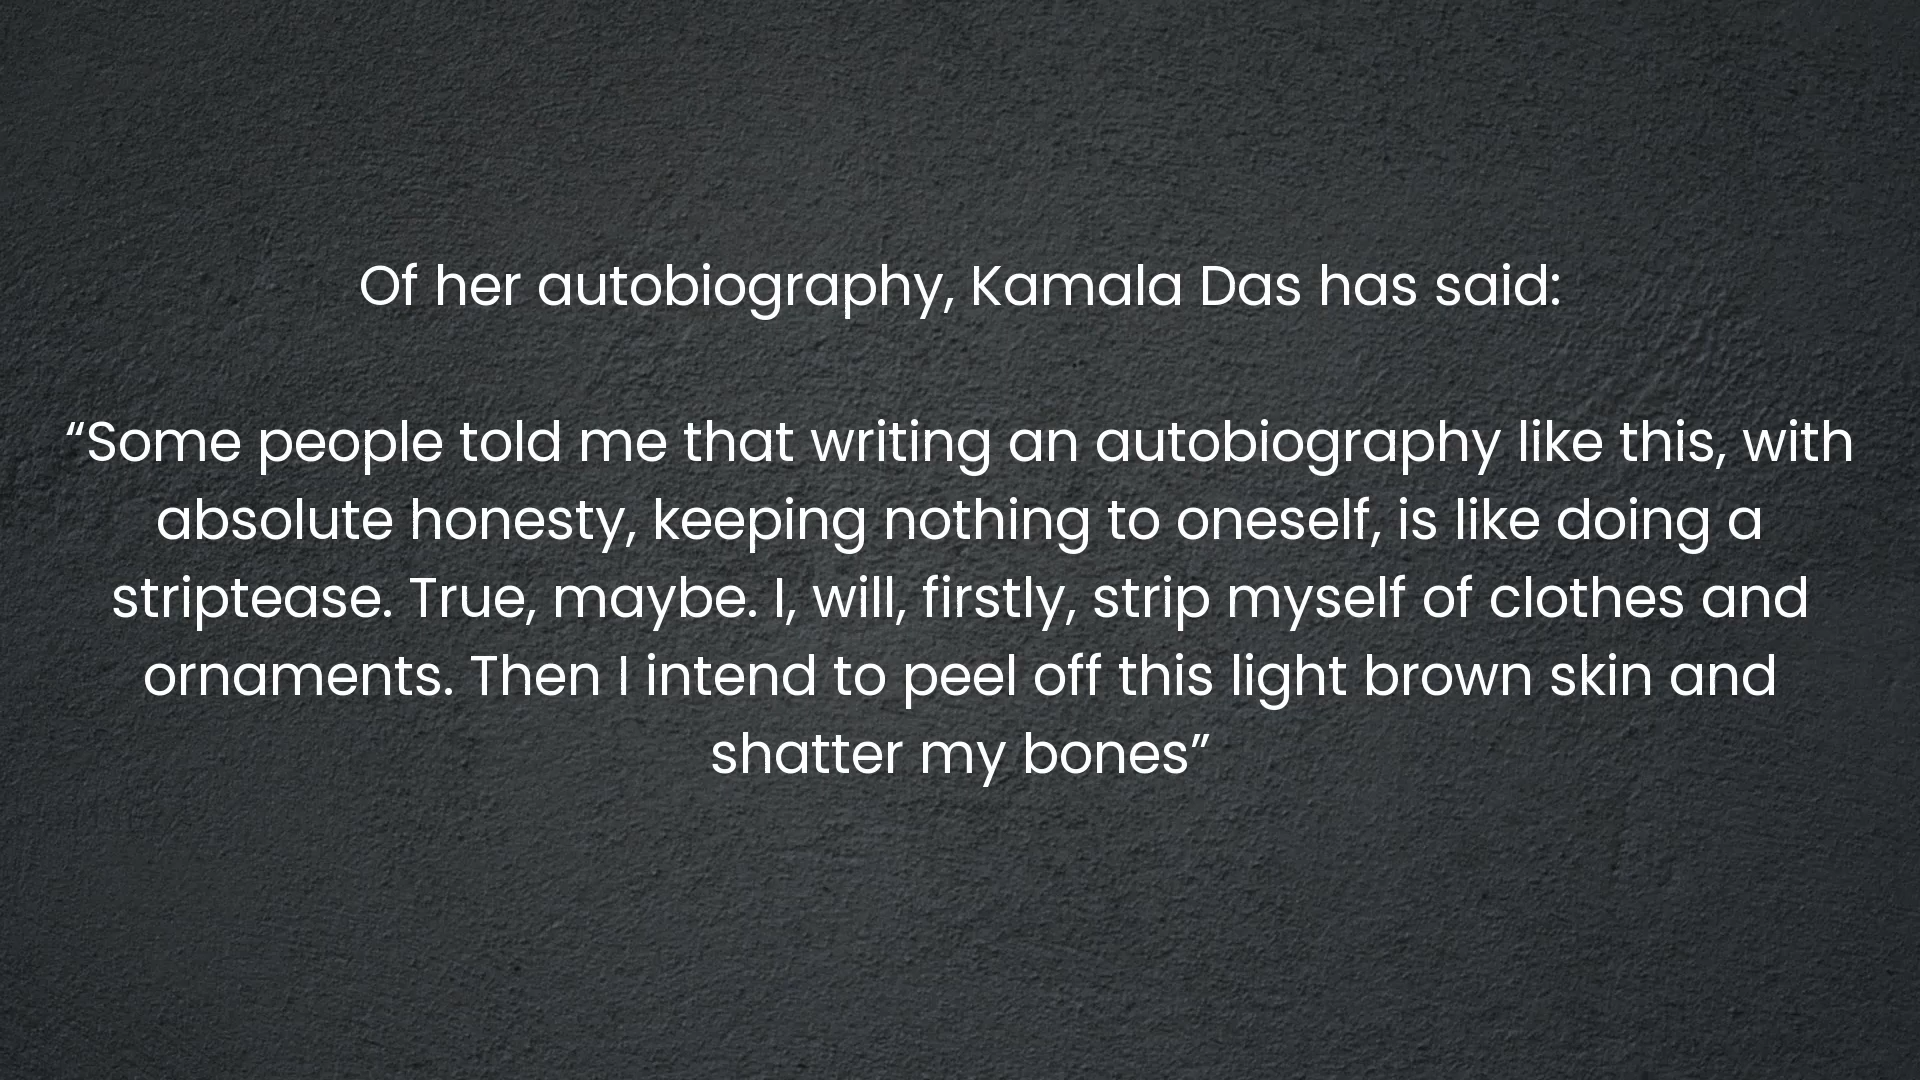 Of her autobiography, Kamala Das has said:
“Some people told me that writing an autobiography like this, with
absolute honesty, keeping nothing to oneself, is like doing a
striptease. True, maybe. I, will, firstly, strip myself of clothes and
ornaments. Then I intend to peel off this light brown skin and
shatter my bones”